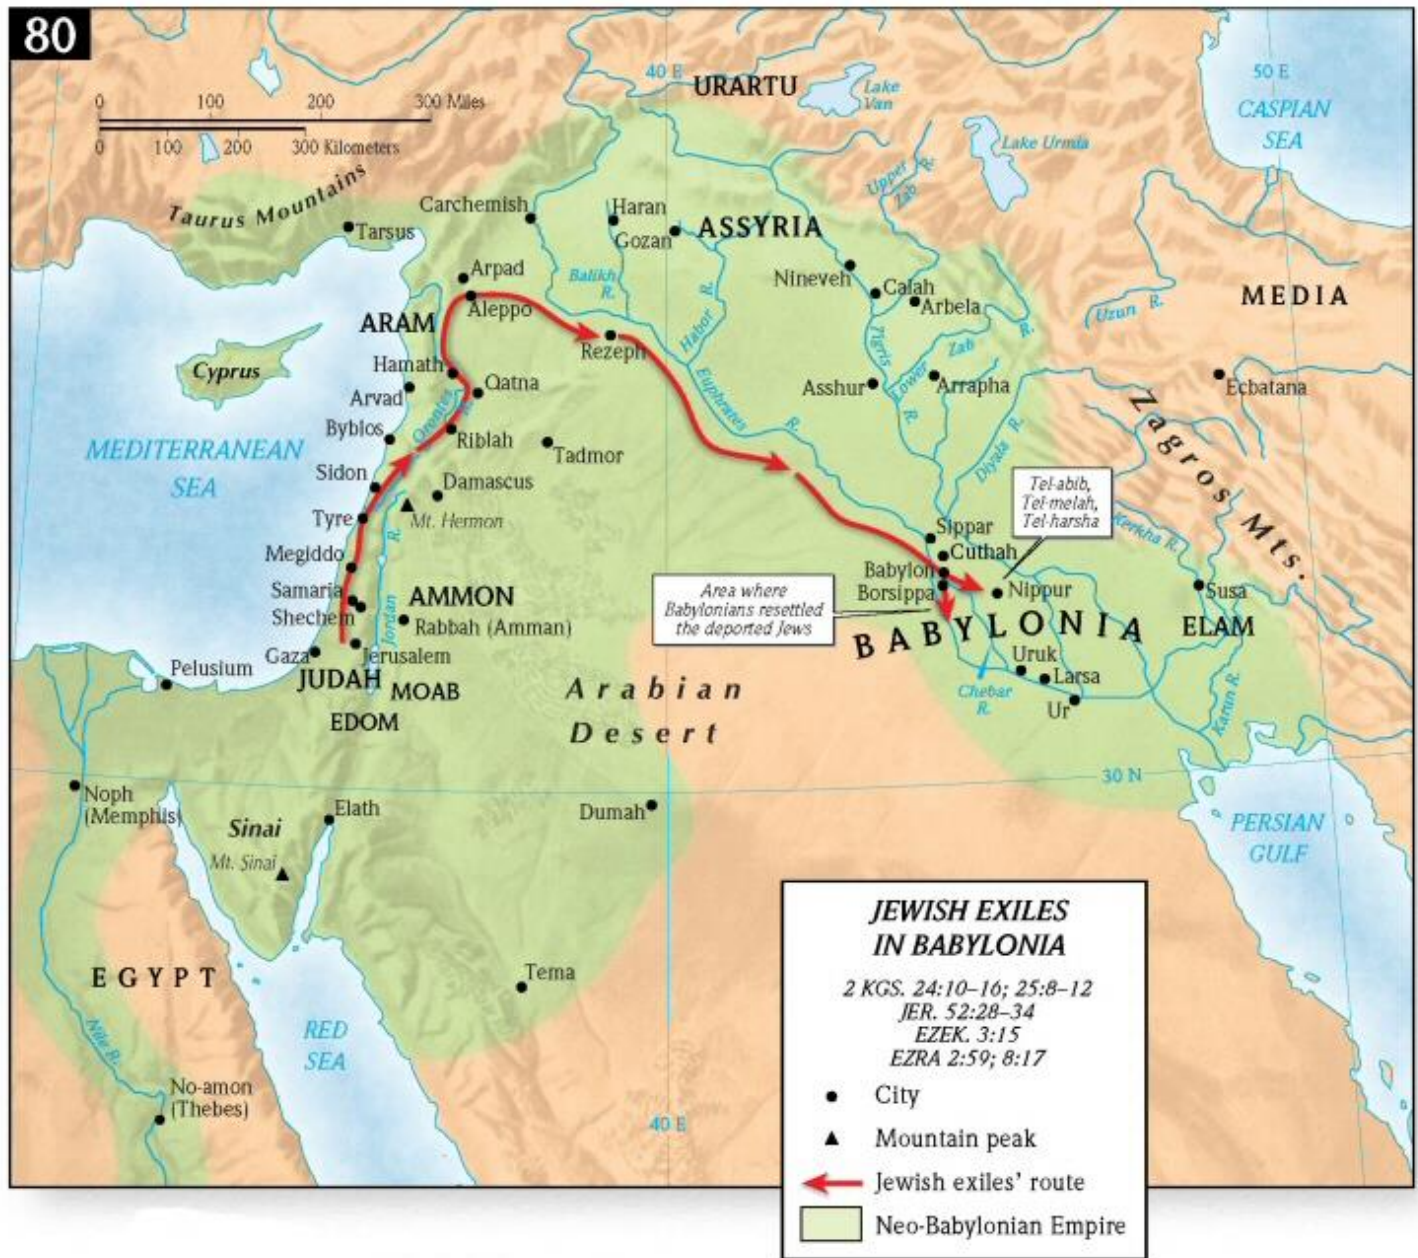 80
0 100 200 300 Miles
0 100 200 300 Kilometers
40 E
50 E
URARTU
Lake
Van
Lake Urmia
CASPIAN
SEA
Upper
Zab R.
Taurus Mountains
Tarsus
Carchemish
Haran
Gozan
ASSYRIA
Balikh
R.
Habor R.
Nineveh
Calah
Arbela
R.
Zab
Lower
R.
Tigris
Uzun R.
MEDIA
Arpad
Aleppo
ARAM
Rezeph
Cyprus
Hamath
Qatna
Arvad
Orontes
R.
Euphrates
R.
Asshur
Arrapha
Ecbatana
Byblos
Riblah
Tadmor
MEDITERRANEAN
SEA
Sidon
Damascus
Diyala R.
Zagros Mts.
Tyre
Mt. Hermon
R.
Jordan
Tel-abib,
Tel-melah,
Tel-harsha
Kerkha R.
Megiddo
Sippar
Cuthah
Samaria
AMMON
Babylon
Borsippa
Nippur
Susa
Shechem
Rabbah (Amman)
Area where
Babylonians resettled
the deported Jews
BABYLONIA
ELAM
Gaza
Jerusalem
Pelusium
JUDAH
MOAB
EDOM
Arabian
Desert
Uruk
Larsa
Chebar
R.
Ur
Karun R.
30 N
Noph
(Memphis)
Elath
Sinai
Mt. Sinai
Dumah
PERSIAN
GULF
EGYPT
Tema
Nile R.
RED
SEA
No-amon
(Thebes)
40 E
JEWISH EXILES
IN BABYLONIA
2 KGS. 24:10–16; 25:8–12
JER. 52:28–34
EZEK. 3:15
EZRA 2:59; 8:17
City
Mountain peak
Jewish exiles' route
Neo-Babylonian Empire